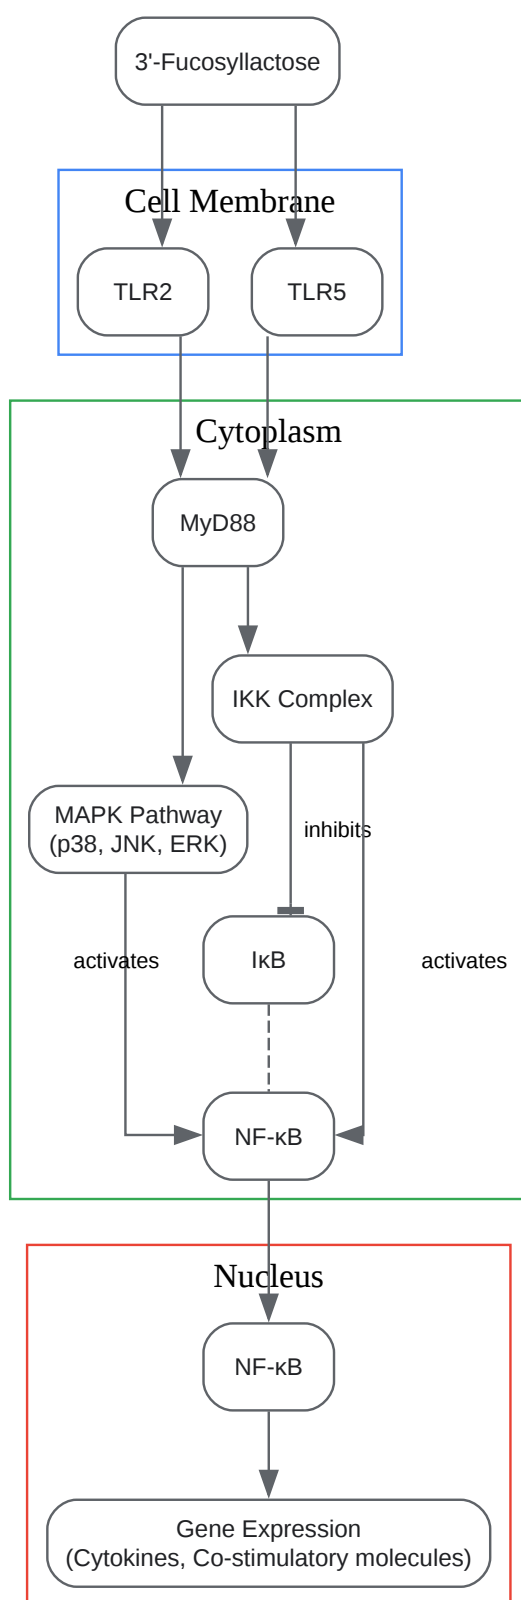 3'-Fucosyllactose
Cell Membrane
TLR2
TLR5
Cytoplasm
MyD88
IKK Complex
MAPK Pathway
(p38, JNK, ERK)
inhibits
activates
IκB
activates
NF-κB
Nucleus
NF-κB
Gene Expression
(Cytokines, Co-stimulatory molecules)